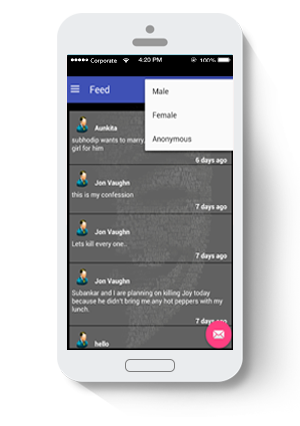 Corporate 4:20 PM 100%
Feed
Male
Female
Anonymous
Aunkita
subhodip wants to marry
girl for him
6 days ago
Jon Vaughn
this is my confession
7 days ago
Jon Vaughn
Lets kill every one..
7 days ago
Jon Vaughn
Subankar and I are planning on killing Joy today
because he didn't bring me any hot peppers with my
lunch.
7 days ago
hello